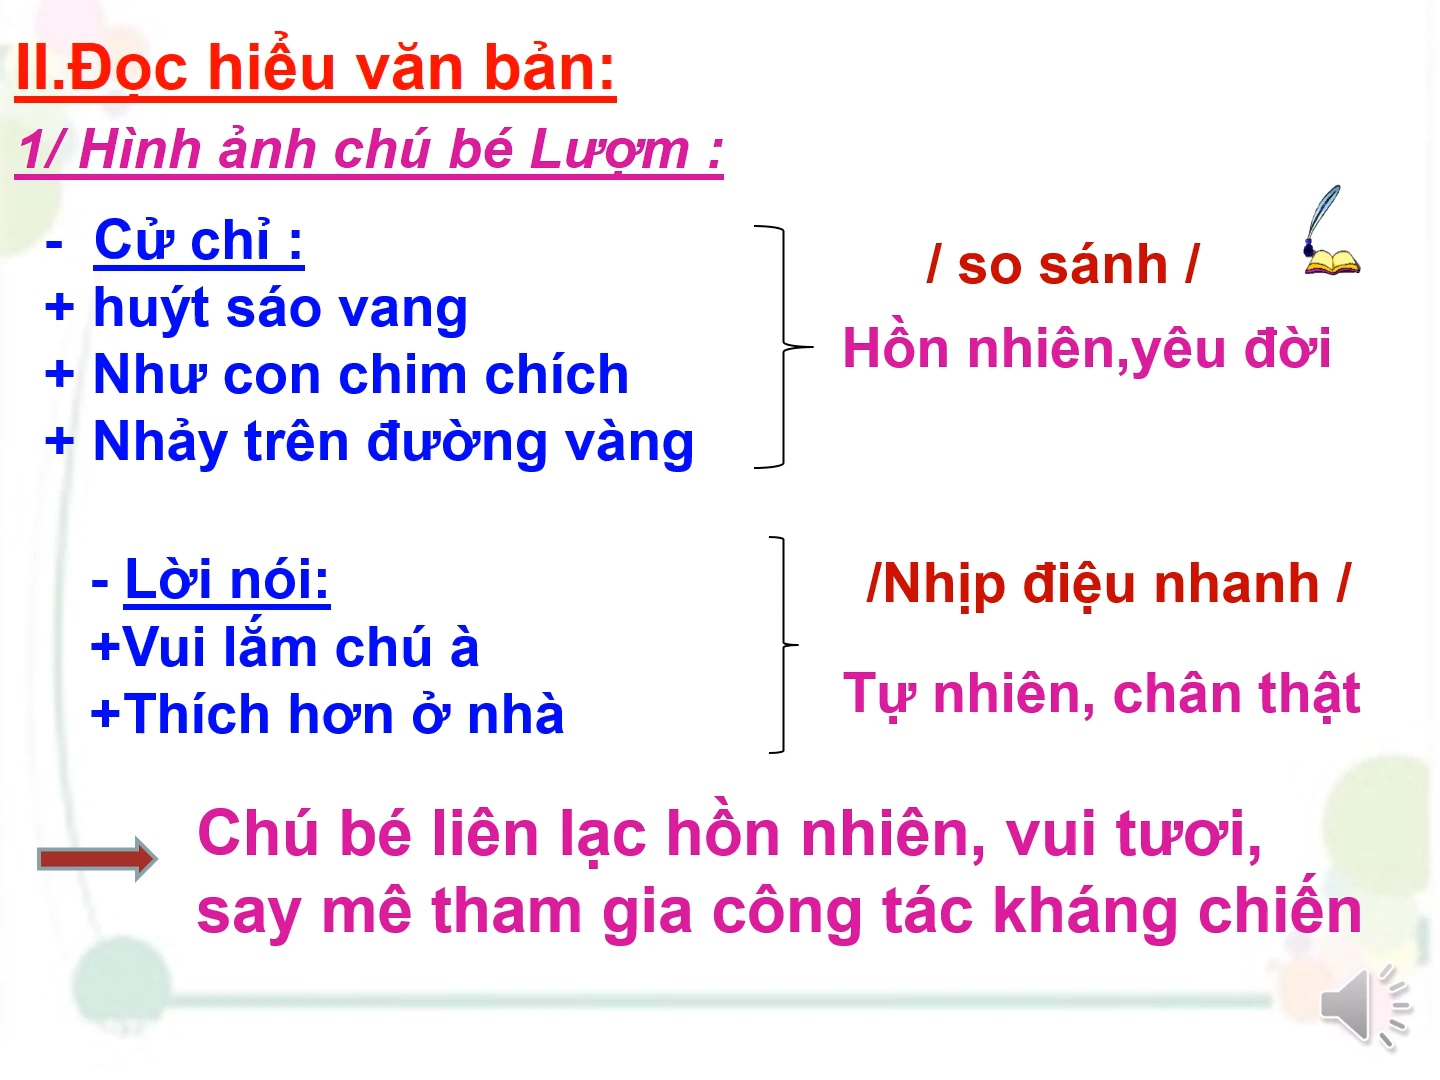 II.Đọc hiểu văn bản:
1/ Hình ảnh chú bé Lượm :
- Cử chỉ :
+ huýt sáo vang
+ Như con chim chích
+ Nhảy trên đường vàng
/ so sánh /
Hồn nhiên,yêu đời
- Lời nói:
+Vui lắm chú à
+Thích hơn ở nhà
/Nhịp điệu nhanh /
Tự nhiên, chân thật
Chú bé liên lạc hồn nhiên, vui tươi,
say mê tham gia công tác kháng chiến